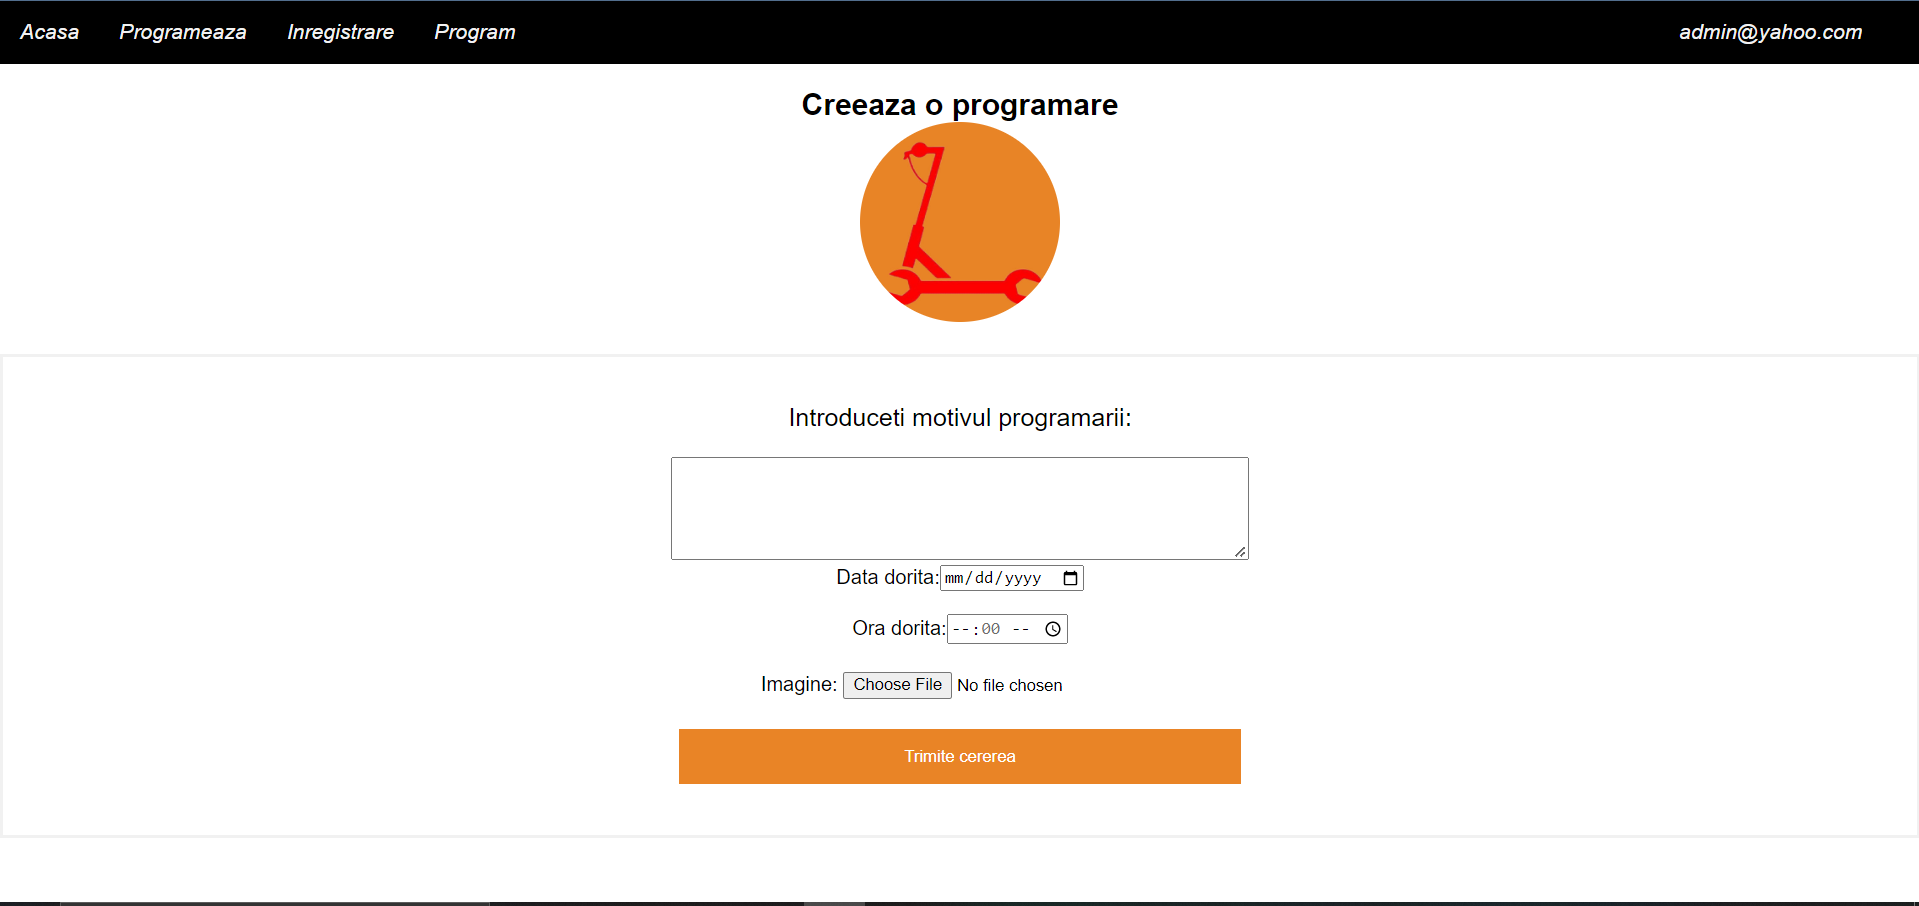 Acasa Programeaza Inregistrare Program admin@yahoo.com
Creeaza o programare
Introduceti motivul programarii:
Data dorita: mm/dd/yyyy
Ora dorita: --:00 --
Imagine: Choose File No file chosen
Trimite cererea